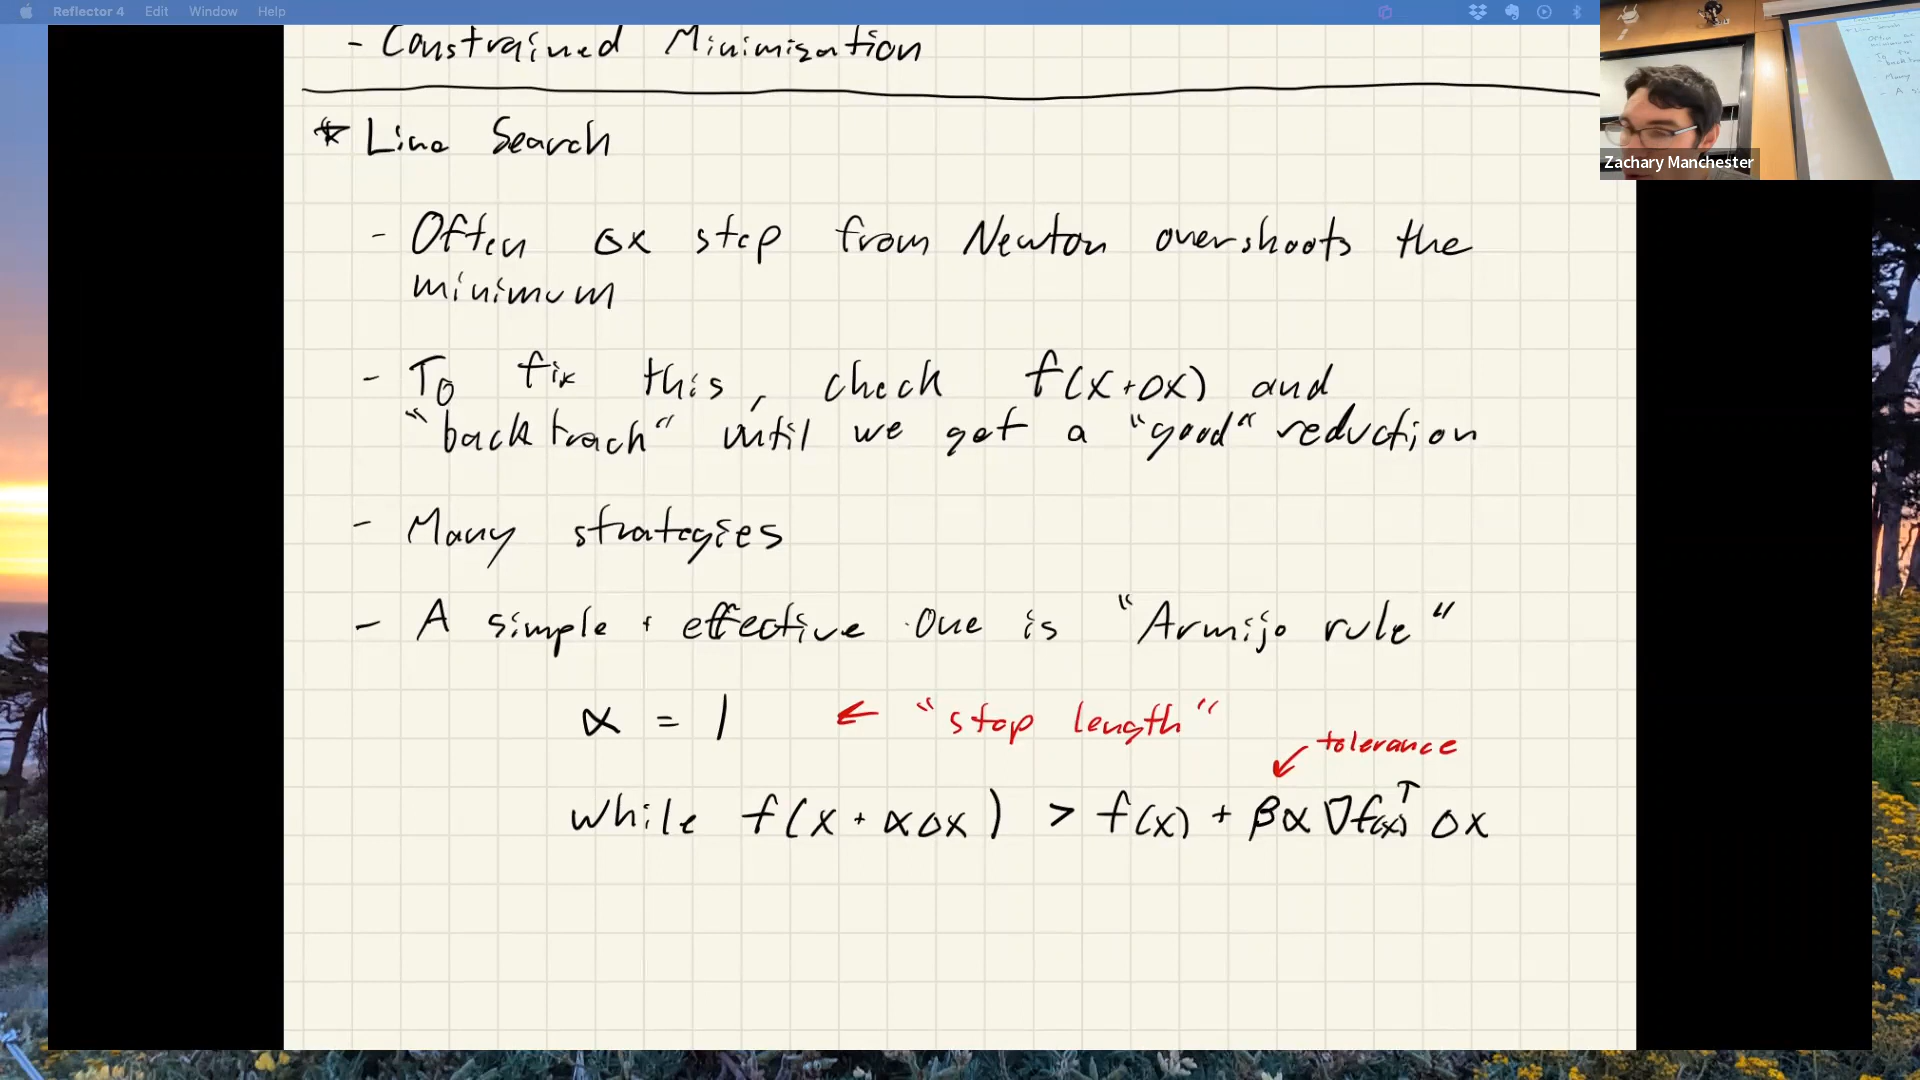 Reflector 4 Edit Window Help
- Constrained Minimization
* Line Search
- Often Δx step from Newton overshoots the
minimum
- To fix this, check f(x+Δx) and
"backtrack" until we get a "good" reduction
- Many strategies
- A simple + effective one is "Armijo rule"
α = 1 ← "step length"
tolerance
while f(x + αΔx) > f(x) + βα∇f(x)ᵀ Δx
Zachary Manchester